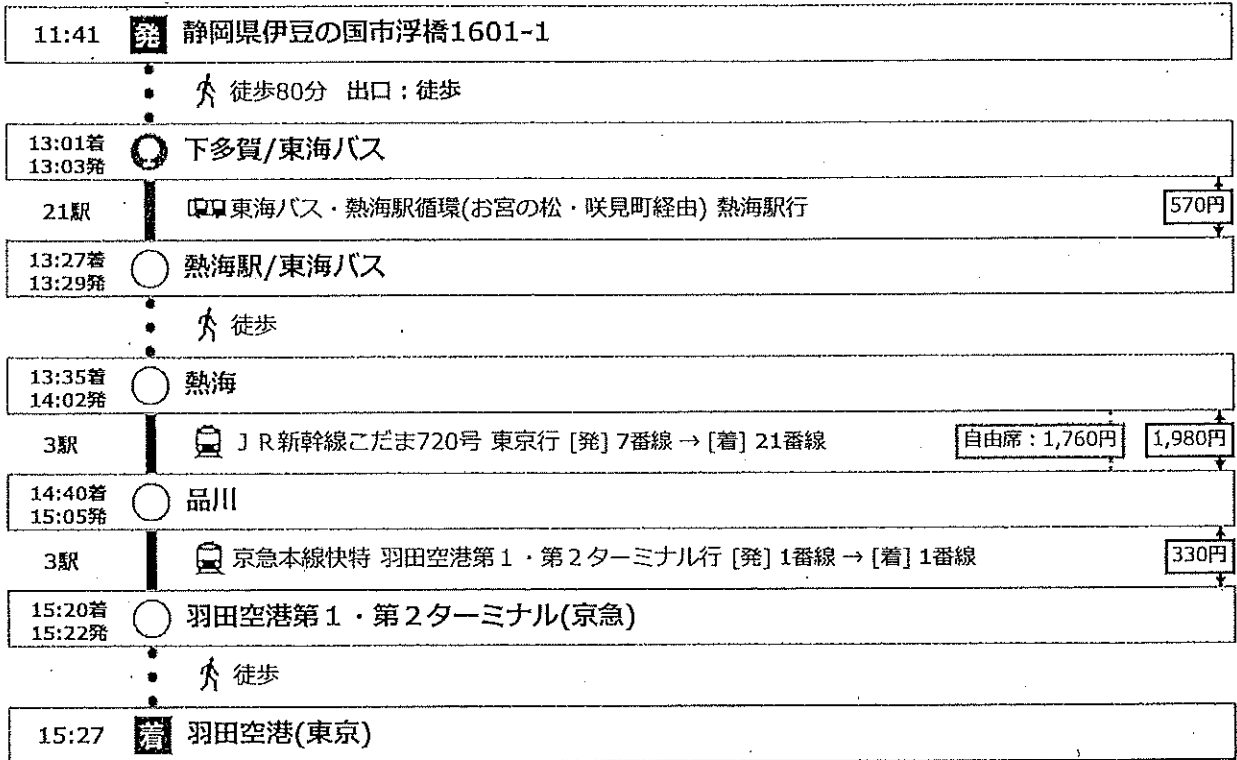 11:41 発 静岡県伊豆の国市浮橋1601-1
徒歩80分 出口:徒歩
13:01着
13:03発
下多賀/東海バス
21駅 東海バス・熱海駅循環(お宮の松・咲見町経由) 熱海駅行 570円
13:27着
13:29発
熱海駅/東海バス
徒歩
13:35着
14:02発
熱海
3駅 JR新幹線こだま720号 東京行 [発] 7番線 → [着] 21番線 自由席:1,760円 1,980円
14:40着
15:05発
品川
3駅 京急本線快特 羽田空港第1・第2ターミナル行 [発] 1番線 → [着] 1番線 330円
15:20着
15:22発
羽田空港第1・第2ターミナル(京急)
徒歩
15:27 着 羽田空港(東京)